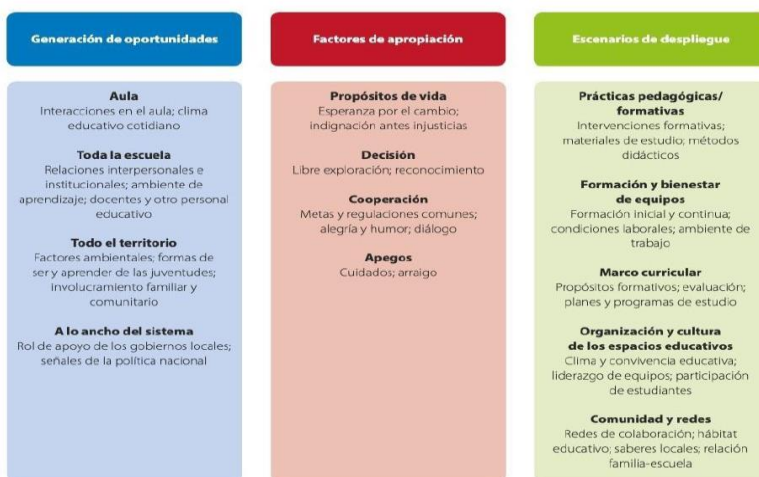 Generación de oportunidades
Aula
Interacciones en el aula; clima
educativo cotidiano
Toda la escuela
Relaciones interpersonales e
institucionales; ambiente de
aprendizaje; docentes y otro personal
educativo
Todo el territorio
Factores ambientales; formas de
ser y aprender de las juventudes;
involucramiento familiar y
comunitario
A lo ancho del sistema
Rol de apoyo de los gobiernos locales;
señales de la política nacional
Factores de apropiación
Propósitos de vida
Esperanza por el cambio;
indignación antes injusticias
Decisión
Libre exploración; reconocimiento
Cooperación
Metas y regulaciones comunes;
alegría y humor; diálogo
Apegos
Cuidados; arraigo
Escenarios de despliegue
Prácticas pedagógicas/
formativas
Intervenciones formativas;
materiales de estudio; métodos
didácticos
Formación y bienestar
de equipos
Formación inicial y continua;
condiciones laborales; ambiente de
trabajo
Marco curricular
Propósitos formativos; evaluación;
planes y programas de estudio
Organización y cultura
de los espacios educativos
Clima y convivencia educativa;
liderazgo de equipos; participación
de estudiantes
Comunidad y redes
Redes de colaboración; hábitat
educativo; saberes locales; relación
familia-escuela